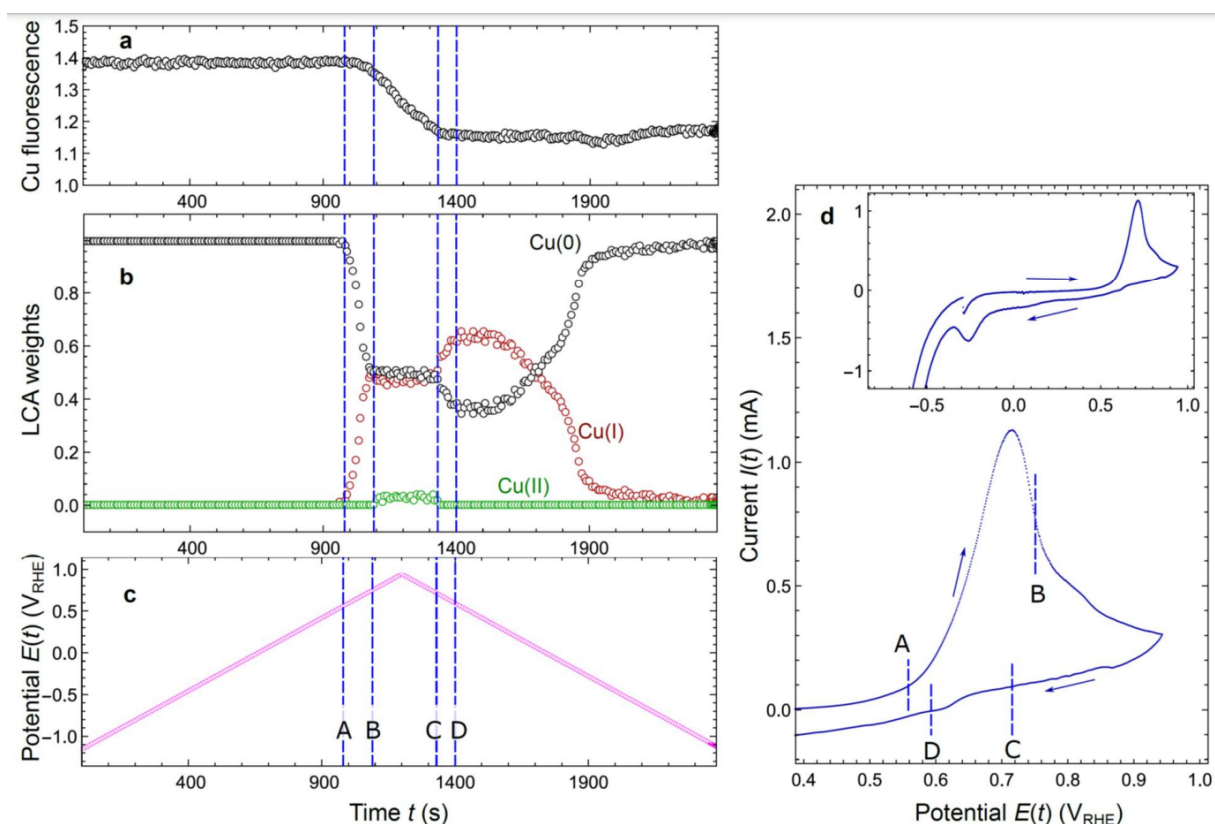 a
Cu fluorescence
1.5
1.4
1.3
1.2
1.1
1.0
400
900
1400
1900
b
LCA weights
0.8
0.6
0.4
0.2
0.0
Cu(0)
Cu(I)
Cu(II)
400
900
1400
1900
c
Potential E(t) (VRHE)
1.0
0.5
0.0
-0.5
-1.0
A
B
C
D
400
900
1400
1900
Time t (s)
d
Current I(t) (mA)
2.0
1.5
1.0
0.5
0.0
1
0
−1
−0.5
0.0
0.5
1.0
A
B
C
D
0.4
0.5
0.6
0.7
0.8
0.9
1.0
Potential E(t) (VRHE)